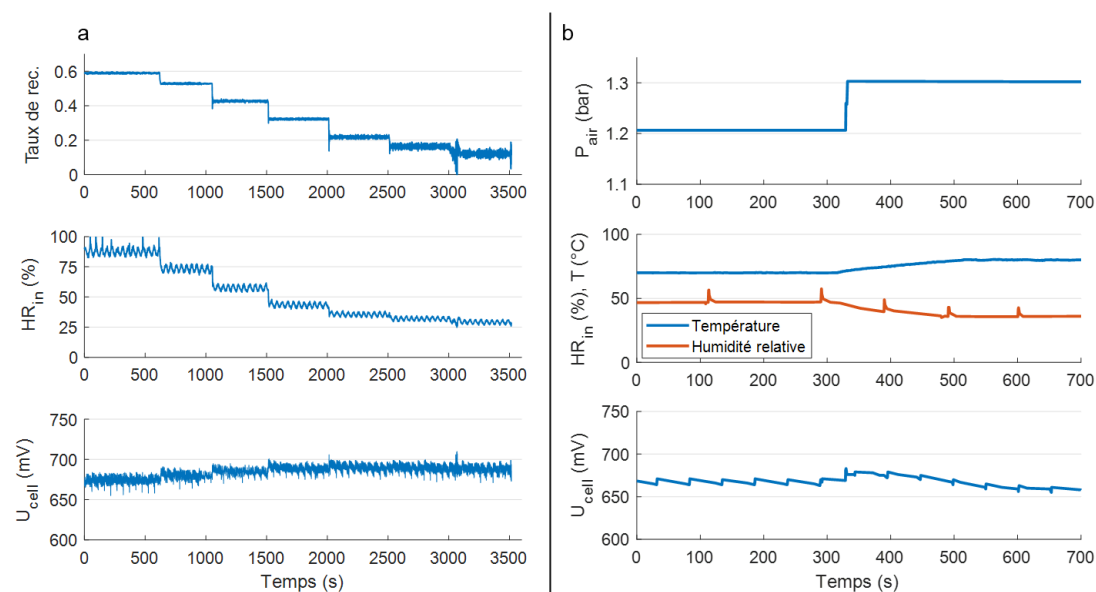 a
Taux de rec.
0.6
0.4
0.2
0
0 500 1000 1500 2000 2500 3000 3500
HR_in (%)
100
75
50
25
0
0 500 1000 1500 2000 2500 3000 3500
U_cell (mV)
750
700
650
600
0 500 1000 1500 2000 2500 3000 3500
Temps (s)
b
P_air (bar)
1.3
1.2
1.1
0 100 200 300 400 500 600 700
HR_in (%), T (°C)
100
50
0
Température
Humidité relative
0 100 200 300 400 500 600 700
U_cell (mV)
750
700
650
600
0 100 200 300 400 500 600 700
Temps (s)